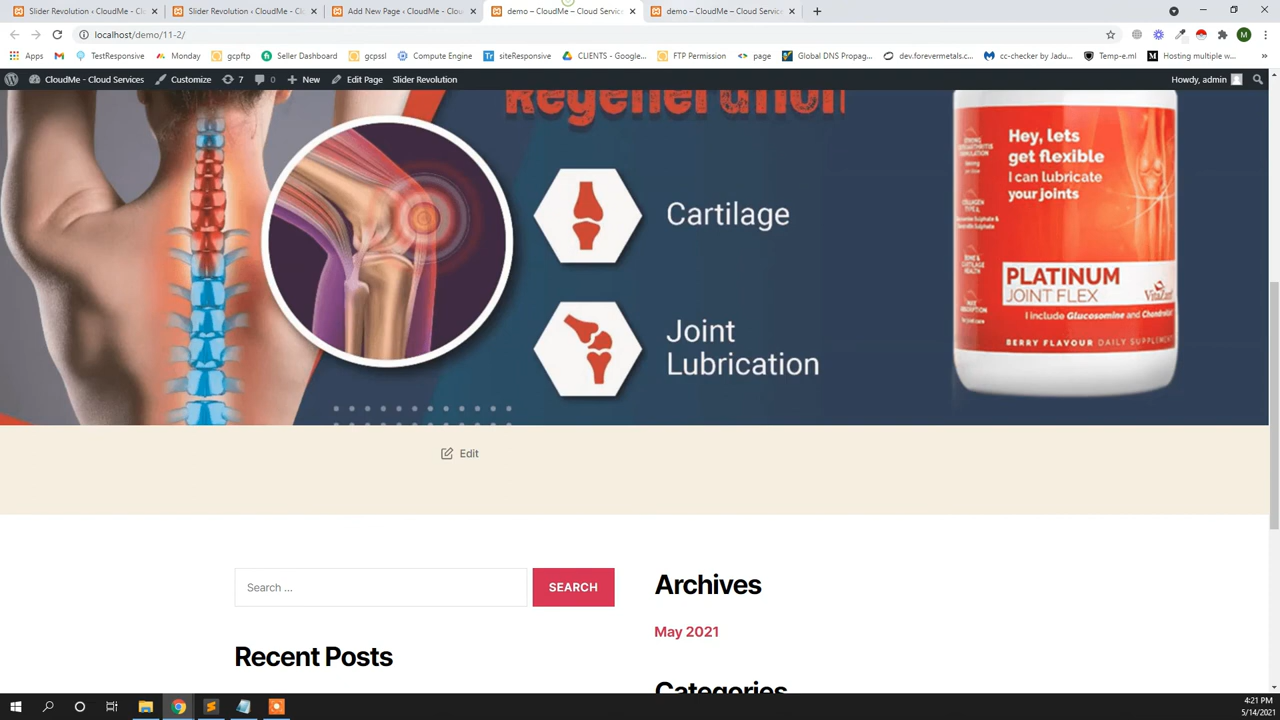 Slider Revolution ‹ CloudMe - Cl
Slider Revolution ‹ CloudMe - Cl
Add New Page ‹ CloudMe - Cloud
demo – CloudMe – Cloud Service
demo – CloudMe – Cloud Service
localhost/demo/11-2/
M
Apps
TestResponsive
Monday
gcpftp
Seller Dashboard
gcpssl
Compute Engine
siteResponsive
CLIENTS - Google...
FTP Permission
page
Global DNS Propag...
dev.forevermetals.c...
cc-checker by Jadu...
Temp-e.ml
Hosting multiple w...
CloudMe - Cloud Services
Customize
7
0
New
Edit Page
Slider Revolution
Howdy, admin
Regeneration
Cartilage
Joint
Lubrication
Hey, lets
get flexible
I can lubricate
your joints
PLATINUM
JOINT FLEX
I include Glucosamine and Chondroitin
BERRY FLAVOUR DAILY SUPPLEMENT
Edit
Search …
SEARCH
Archives
May 2021
Recent Posts
Categories
4:21 PM
5/14/2021